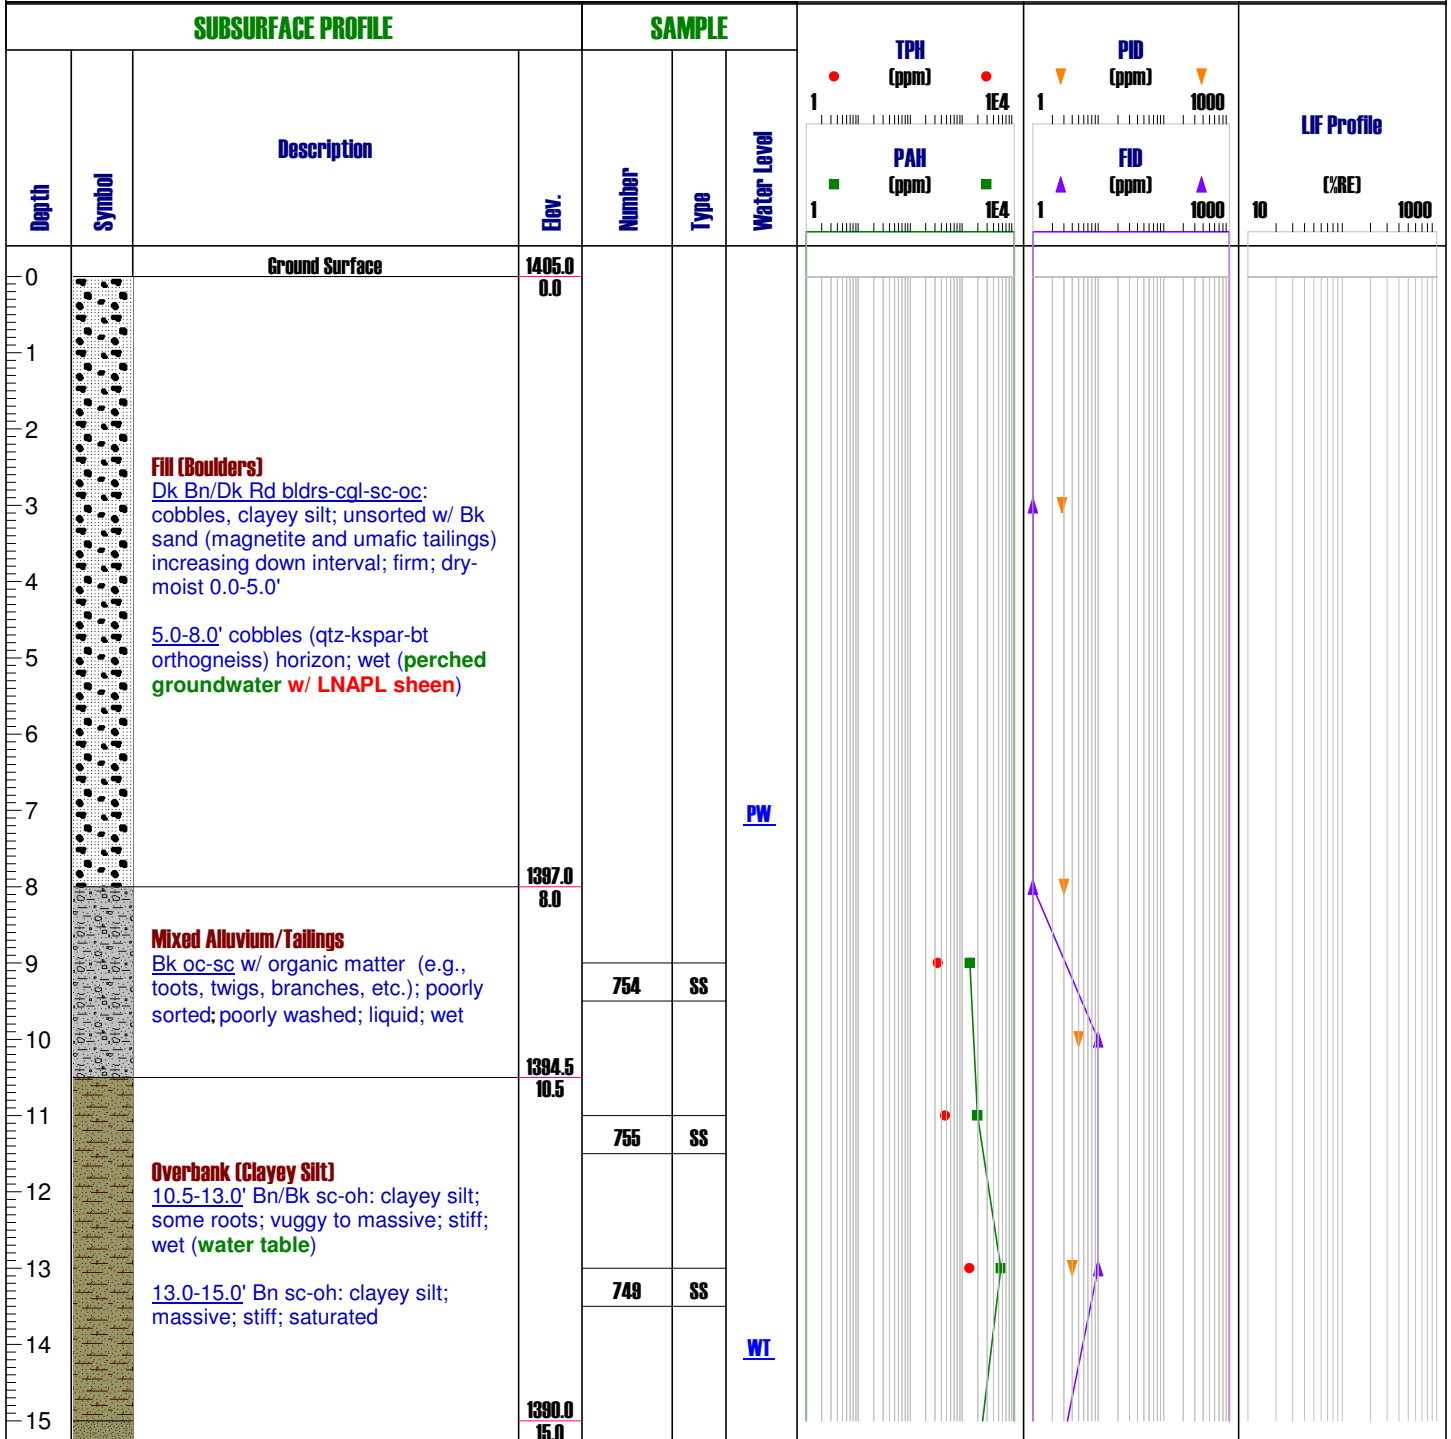 SUBSURFACE PROFILE
SAMPLE
Depth
Symbol
Description
Elev.
Number
Type
Water Level
TPH
(ppm)
1 1E4
PAH
(ppm)
1 1E4
PID
(ppm)
1 1000
FID
(ppm)
1 1000
LIF Profile
(%RE)
10 1000
0
1
2
3
4
5
6
7
8
9
10
11
12
13
14
15
Ground Surface
1405.0
0.0
Fill (Boulders)
Dk Bn/Dk Rd bldrs-cgl-sc-oc:
cobbles, clayey silt; unsorted w/ Bk
sand (magnetite and umafic tailings)
increasing down interval; firm; dry-
moist 0.0-5.0'
5.0-8.0' cobbles (qtz-kspar-bt
orthogneiss) horizon; wet (perched
groundwater w/ LNAPL sheen)
PW
1397.0
8.0
Mixed Alluvium/Tailings
Bk oc-sc w/ organic matter (e.g.,
toots, twigs, branches, etc.); poorly
sorted; poorly washed; liquid; wet
754 SS
1394.5
10.5
755 SS
Overbank (Clayey Silt)
10.5-13.0' Bn/Bk sc-oh: clayey silt;
some roots; vuggy to massive; stiff;
wet (water table)
13.0-15.0' Bn sc-oh: clayey silt;
massive; stiff; saturated
749 SS
WT
1390.0
15.0